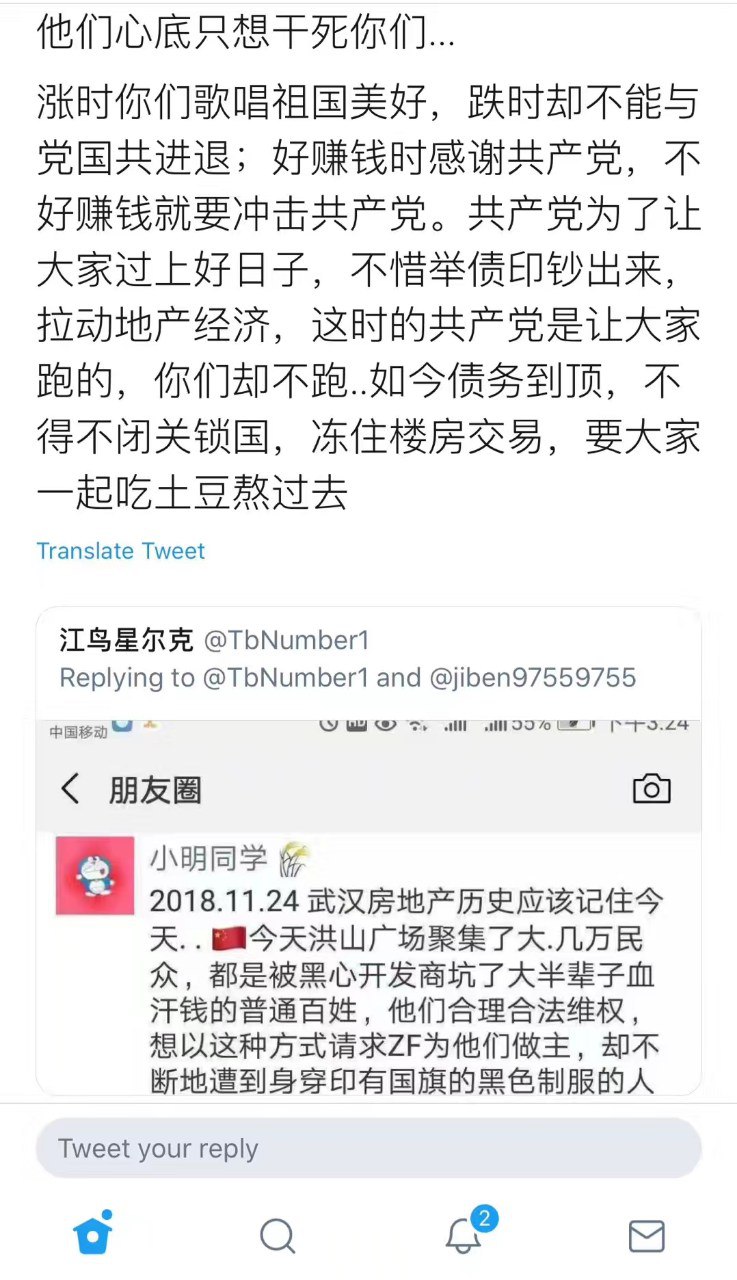 他们心底只想干死你们...
涨时你们歌唱祖国美好，跌时却不能与
党国共进退；好赚钱时感谢共产党，不
好赚钱就要冲击共产党。共产党为了让
大家过上好日子，不惜举债印钞出来，
拉动地产经济，这时的共产党是让大家
跑的，你们却不跑..如今债务到顶，不
得不闭关锁国，冻住楼房交易，要大家
一起吃土豆熬过去
Translate Tweet
江鸟星尔克 @TbNumber1
Replying to @TbNumber1 and @jiben97559755
中国移动 HD 55% 下午3:24
朋友圈
小明同学
2018.11.24 武汉房地产历史应该记住今
天. . 今天洪山广场聚集了大.几万民
众，都是被黑心开发商坑了大半辈子血
汗钱的普通百姓，他们合理合法维权，
想以这种方式请求ZF为他们做主，却不
断地遭到身穿印有国旗的黑色制服的人
Tweet your reply
2